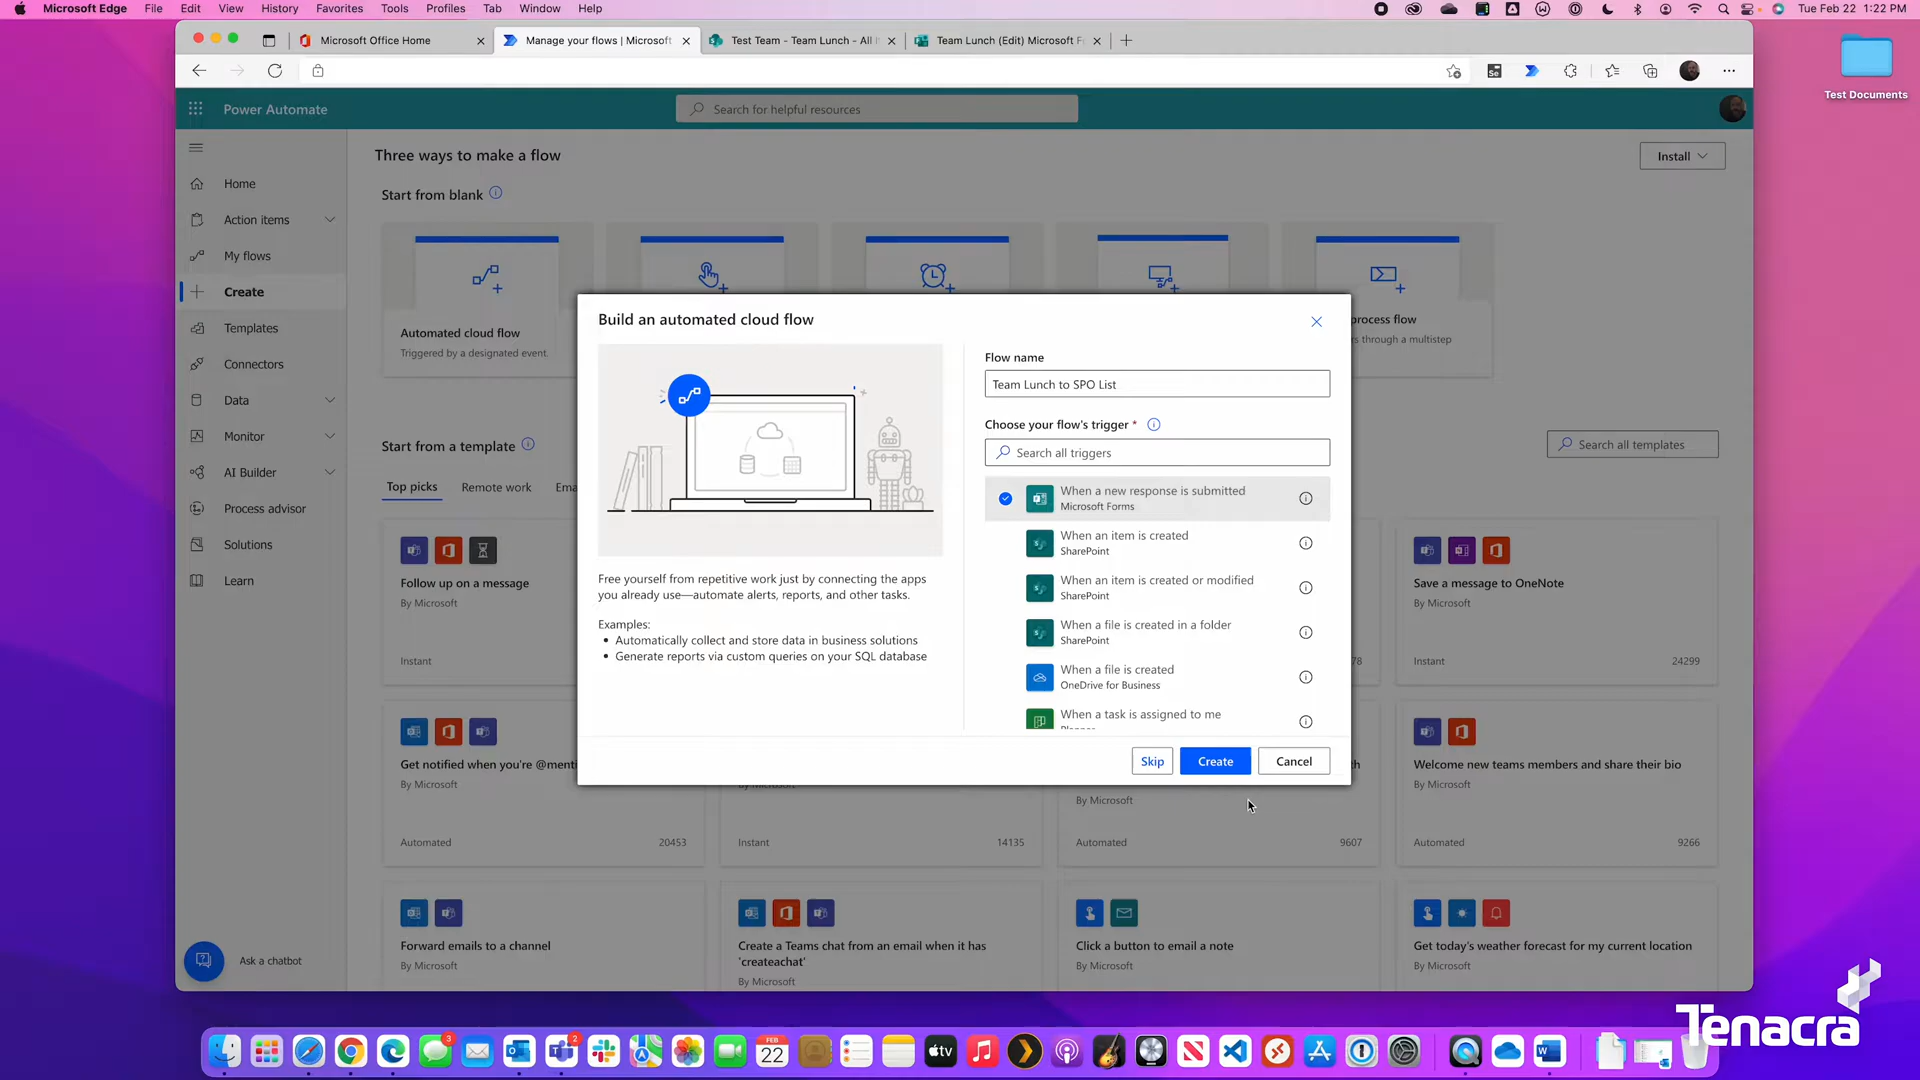 Microsoft Edge File Edit View History Favorites Tools Profiles Tab Window Help Tue Feb 22 1:22 PM
Microsoft Office Home
Manage your flows | Microsoft
Test Team - Team Lunch - All
Team Lunch (Edit) Microsoft F
Test Documents
Power Automate
Search for helpful resources
Home
Action items
My flows
Create
Templates
Connectors
Data
Monitor
AI Builder
Process advisor
Solutions
Learn
Ask a chatbot
Three ways to make a flow
Install
Start from blank
Automated cloud flow
Triggered by a designated event.
process flow
rs through a multistep
Start from a template
Search all templates
Top picks
Remote work
Ema
Build an automated cloud flow
Free yourself from repetitive work just by connecting the apps
you already use—automate alerts, reports, and other tasks.
Examples:
• Automatically collect and store data in business solutions
• Generate reports via custom queries on your SQL database
Flow name
Team Lunch to SPO List
Choose your flow's trigger *
Search all triggers
When a new response is submitted
Microsoft Forms
When an item is created
SharePoint
When an item is created or modified
SharePoint
When a file is created in a folder
SharePoint
When a file is created
OneDrive for Business
When a task is assigned to me
Skip
Create
Cancel
Follow up on a message
By Microsoft
Instant
78
Save a message to OneNote
By Microsoft
Instant 24299
Get notified when you're @menti
By Microsoft
Automated 20453
By Microsoft
Instant 14135
th
By Microsoft
Automated 9607
Welcome new teams members and share their bio
By Microsoft
Automated 9266
Forward emails to a channel
By Microsoft
Create a Teams chat from an email when it has
'createachat'
By Microsoft
Click a button to email a note
By Microsoft
Get today's weather forecast for my current location
By Microsoft
Tenacra
3
2
FEB
22
tv